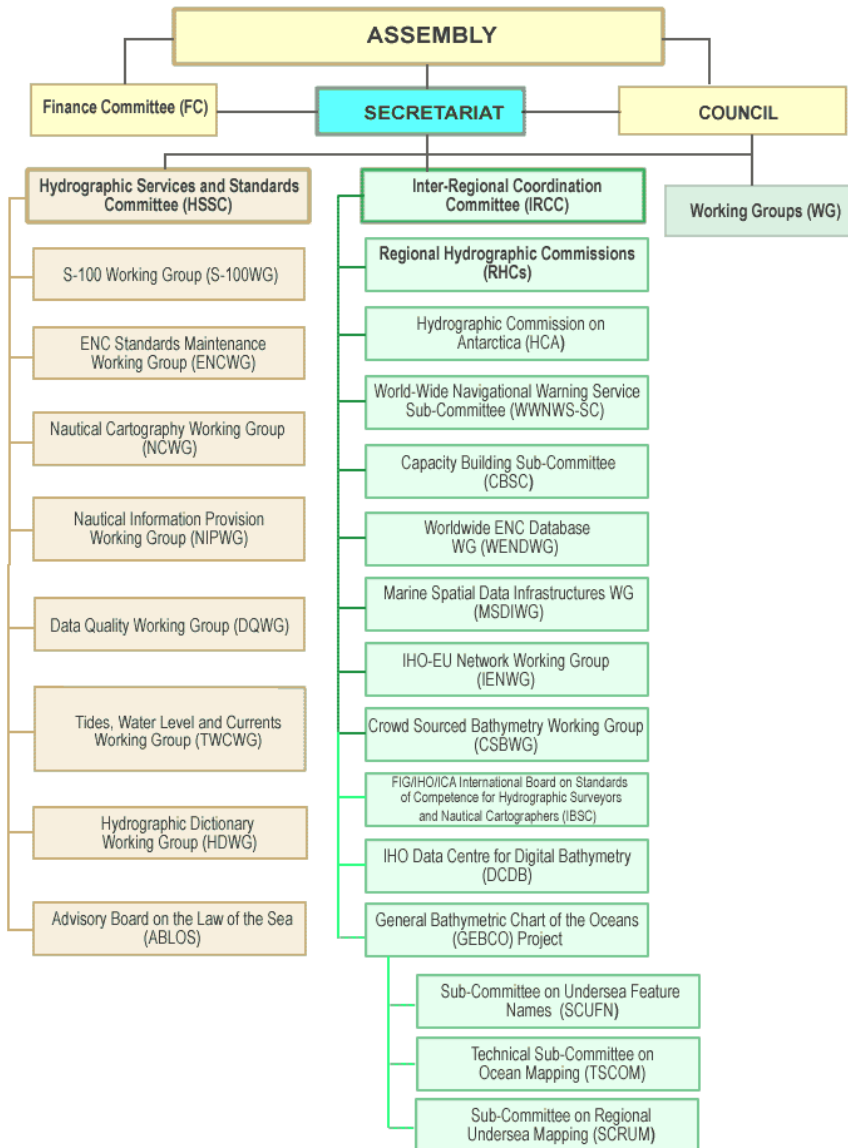 ASSEMBLY
Finance Committee (FC)
SECRETARIAT
COUNCIL
Hydrographic Services and Standards
Committee (HSSC)
Inter-Regional Coordination
Committee (IRCC)
Working Groups (WG)
S-100 Working Group (S-100WG)
ENC Standards Maintenance
Working Group (ENCWG)
Nautical Cartography Working Group
(NCWG)
Nautical Information Provision
Working Group (NIPWG)
Data Quality Working Group (DQWG)
Tides, Water Level and Currents
Working Group (TWCWG)
Hydrographic Dictionary
Working Group (HDWG)
Advisory Board on the Law of the Sea
(ABLOS)
Regional Hydrographic Commissions
(RHCs)
Hydrographic Commission on
Antarctica (HCA)
World-Wide Navigational Warning Service
Sub-Committee (WWNWS-SC)
Capacity Building Sub-Committee
(CBSC)
Worldwide ENC Database
WG (WENDWG)
Marine Spatial Data Infrastructures WG
(MSDIWG)
IHO-EU Network Working Group
(IENWG)
Crowd Sourced Bathymetry Working Group
(CSBWG)
FIG/IHO/ICA International Board on Standards
of Competence for Hydrographic Surveyors
and Nautical Cartographers (IBSC)
IHO Data Centre for Digital Bathymetry
(DCDB)
General Bathymetric Chart of the Oceans
(GEBCO) Project
Sub-Committee on Undersea Feature
Names (SCUFN)
Technical Sub-Committee on
Ocean Mapping (TSCOM)
Sub-Committee on Regional
Undersea Mapping (SCRUM)